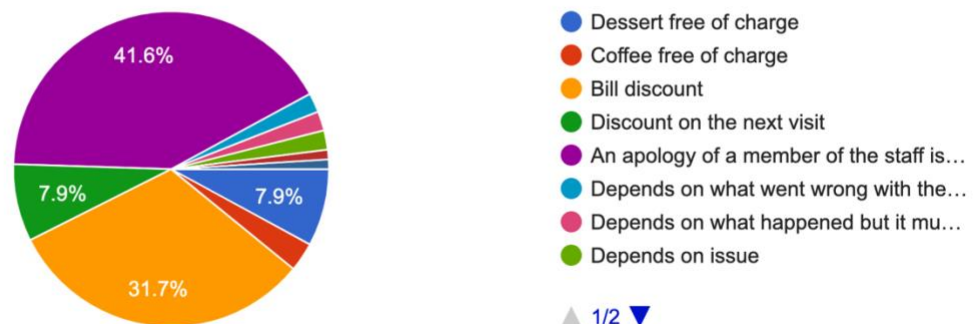 41.6%
7.9%
7.9%
31.7%
Dessert free of charge
Coffee free of charge
Bill discount
Discount on the next visit
An apology of a member of the staff is…
Depends on what went wrong with the…
Depends on what happened but it mu…
Depends on issue
1/2